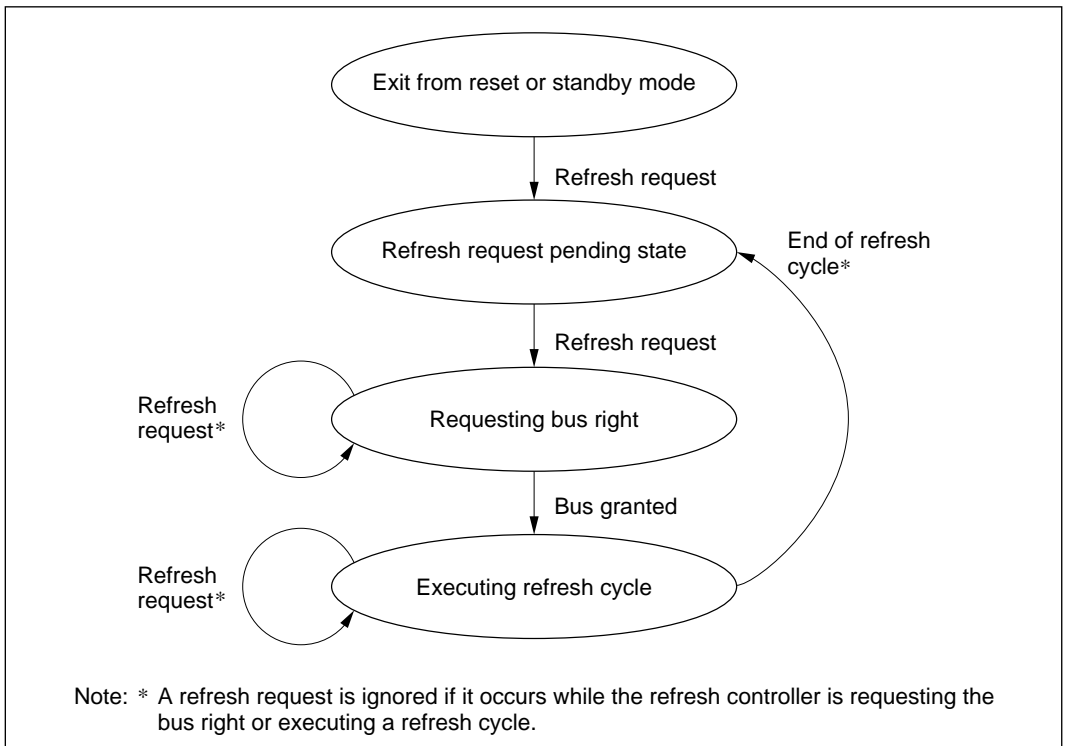 Exit from reset or standby mode
Refresh request
Refresh request pending state
End of refresh
cycle*
Refresh request
Refresh
request*
Requesting bus right
Bus granted
Refresh
request*
Executing refresh cycle
Note: * A refresh request is ignored if it occurs while the refresh controller is requesting the
bus right or executing a refresh cycle.